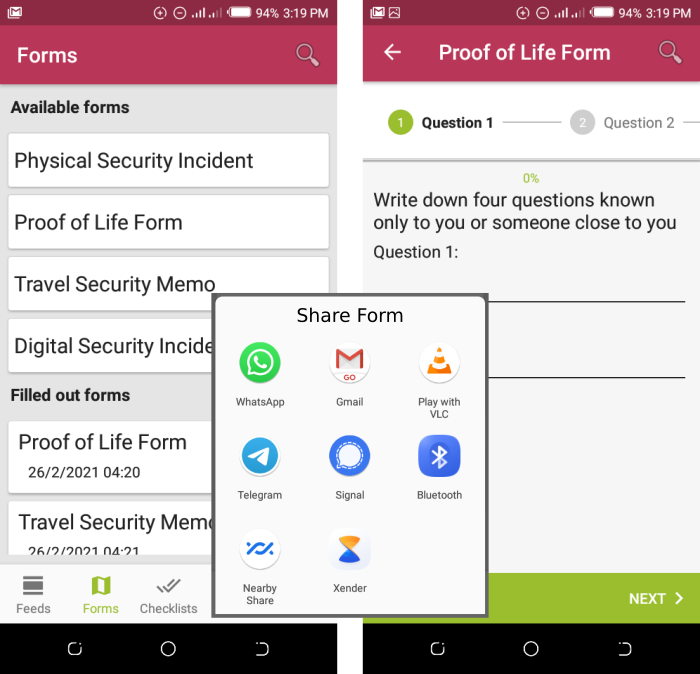 94% 3:19 PM
Forms
Available forms
Physical Security Incident
Proof of Life Form
Travel Security Memo
Digital Security Incide
Filled out forms
Proof of Life Form
26/2/2021 04:20
Travel Security Memo
26/2/2021 04:21
Feeds
Forms
Checklists
94% 3:19 PM
Proof of Life Form
1 Question 1
2 Question 2
0%
Write down four questions known
only to you or someone close to you
Question 1:
NEXT
Share Form
WhatsApp
Gmail
GO
Play with
VLC
Telegram
Signal
Bluetooth
Nearby
Share
Xender